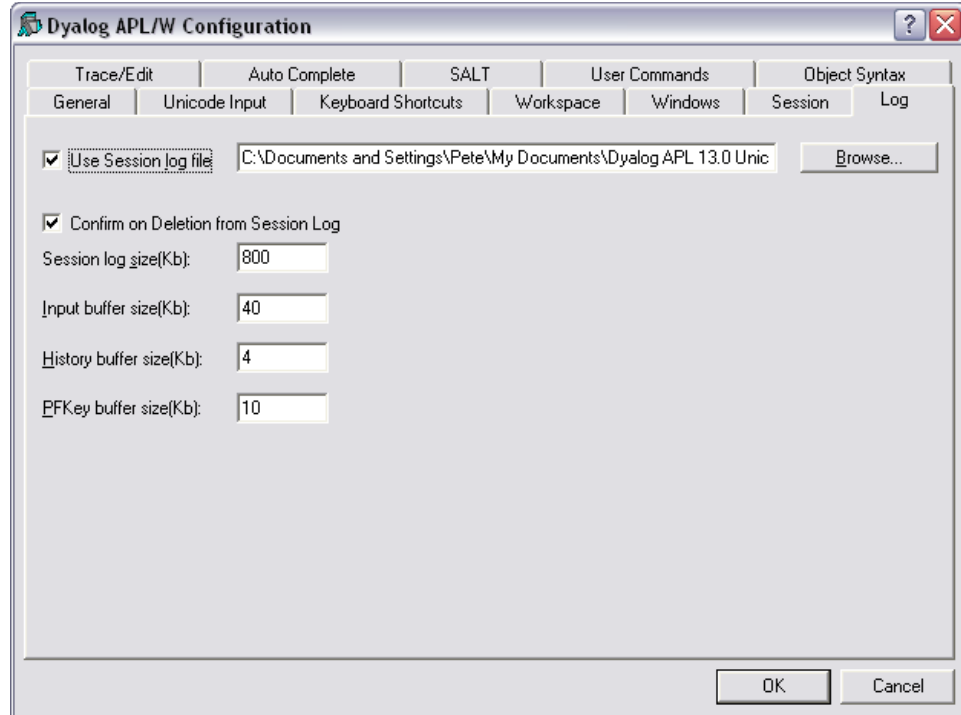 Dyalog APL/W Configuration
Trace/Edit Auto Complete SALT User Commands Object Syntax
General Unicode Input Keyboard Shortcuts Workspace Windows Session Log
Use Session log file C:\Documents and Settings\Pete\My Documents\Dyalog APL 13.0 Unic Browse...
Confirm on Deletion from Session Log
Session log size(Kb): 800
Input buffer size(Kb): 40
History buffer size(Kb): 4
PFKey buffer size(Kb): 10
OK Cancel